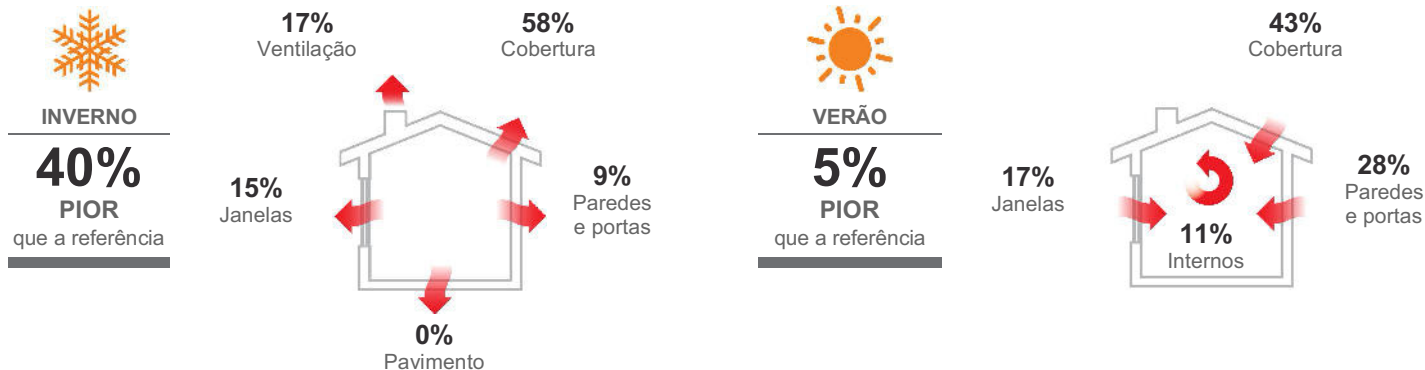 INVERNO
40%
PIOR
que a referência
17%
Ventilação
58%
Cobertura
15%
Janelas
9%
Paredes
e portas
0%
Pavimento
VERÃO
5%
PIOR
que a referência
43%
Cobertura
17%
Janelas
28%
Paredes
e portas
11%
Internos